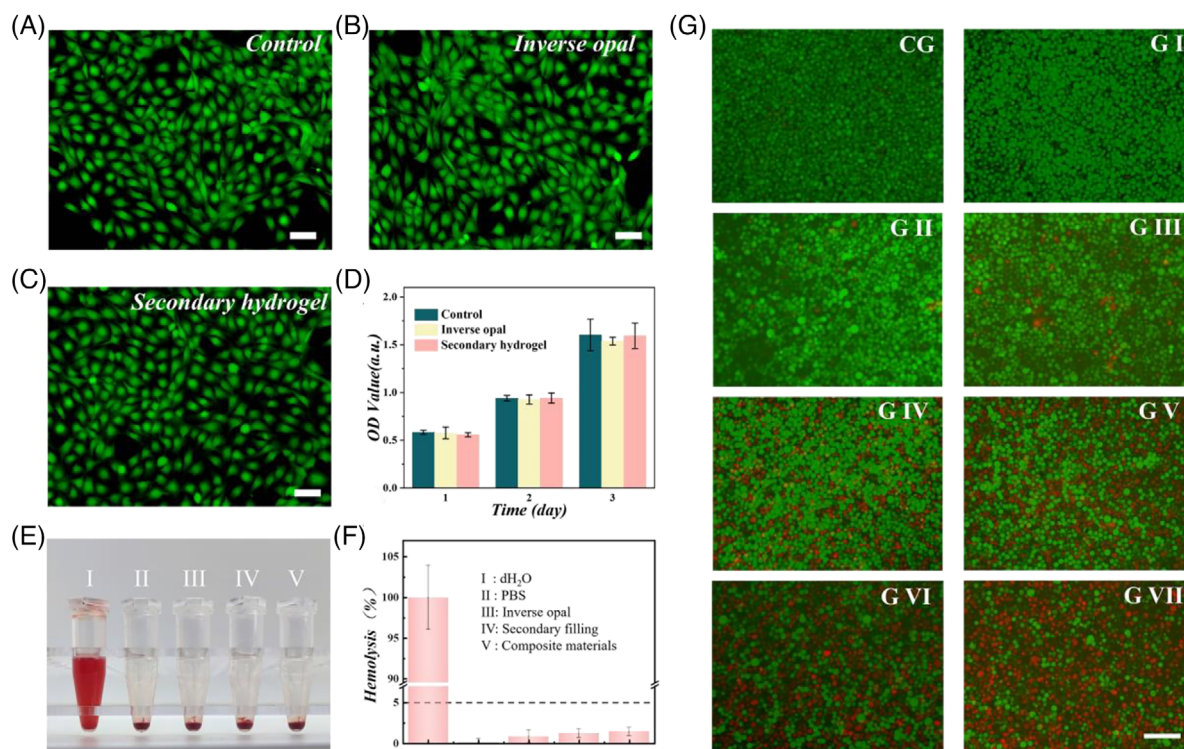 (A)
Control
(B)
Inverse opal
(C)
Secondary hydrogel
(D)
2.0
1.5
1.0
0.5
0.0
OD Value(a.u.)
Control
Inverse opal
Secondary hydrogel
1 2 3
Time (day)
(E)
I II III IV V
(F)
105
100
95
90
5
0
Hemolysis (%)
I : dH₂O
II : PBS
III: Inverse opal
IV: Secondary filling
V : Composite materials
(G)
CG
G I
G II
G III
G IV
G V
G VI
G VII